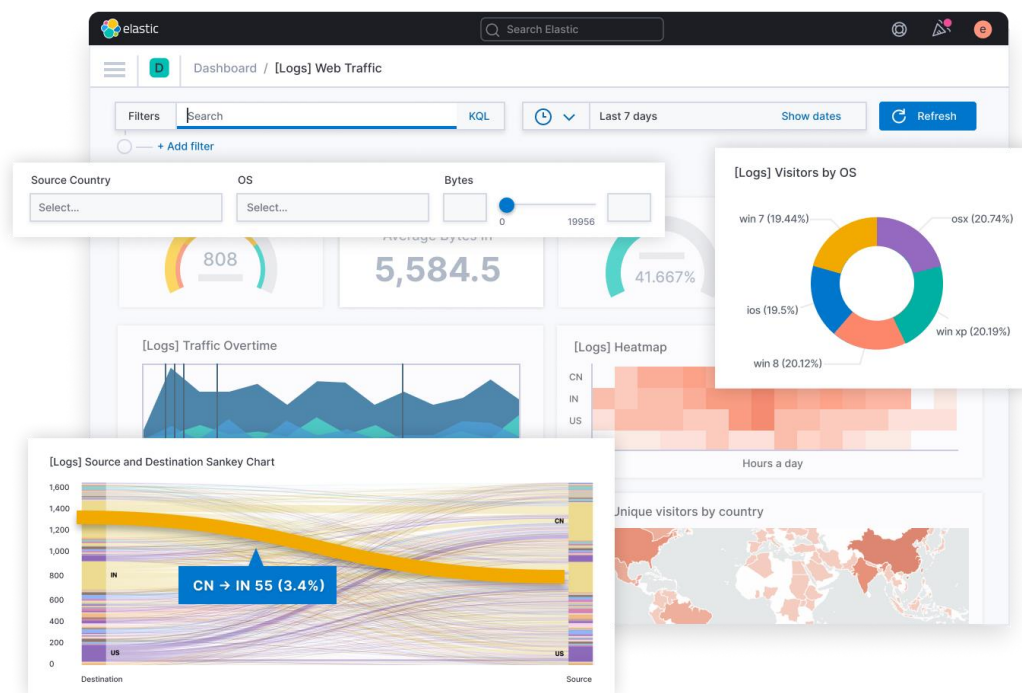 elastic
Search Elastic
e
D
Dashboard / [Logs] Web Traffic
Filters
Search
KQL
Last 7 days
Show dates
Refresh
+ Add filter
Source Country
OS
Bytes
Select...
Select...
0
19956
[Logs] Visitors by OS
win 7 (19.44%)
osx (20.74%)
ios (19.5%)
win xp (20.19%)
win 8 (20.12%)
808
Average Bytes In
5,584.5
41.667%
[Logs] Traffic Overtime
[Logs] Heatmap
CN
IN
US
Hours a day
[Logs] Source and Destination Sankey Chart
1,600
1,400
1,200
1,000
800
600
400
200
0
CN
IN
CN → IN 55 (3.4%)
US
US
Destination
Source
Unique visitors by country